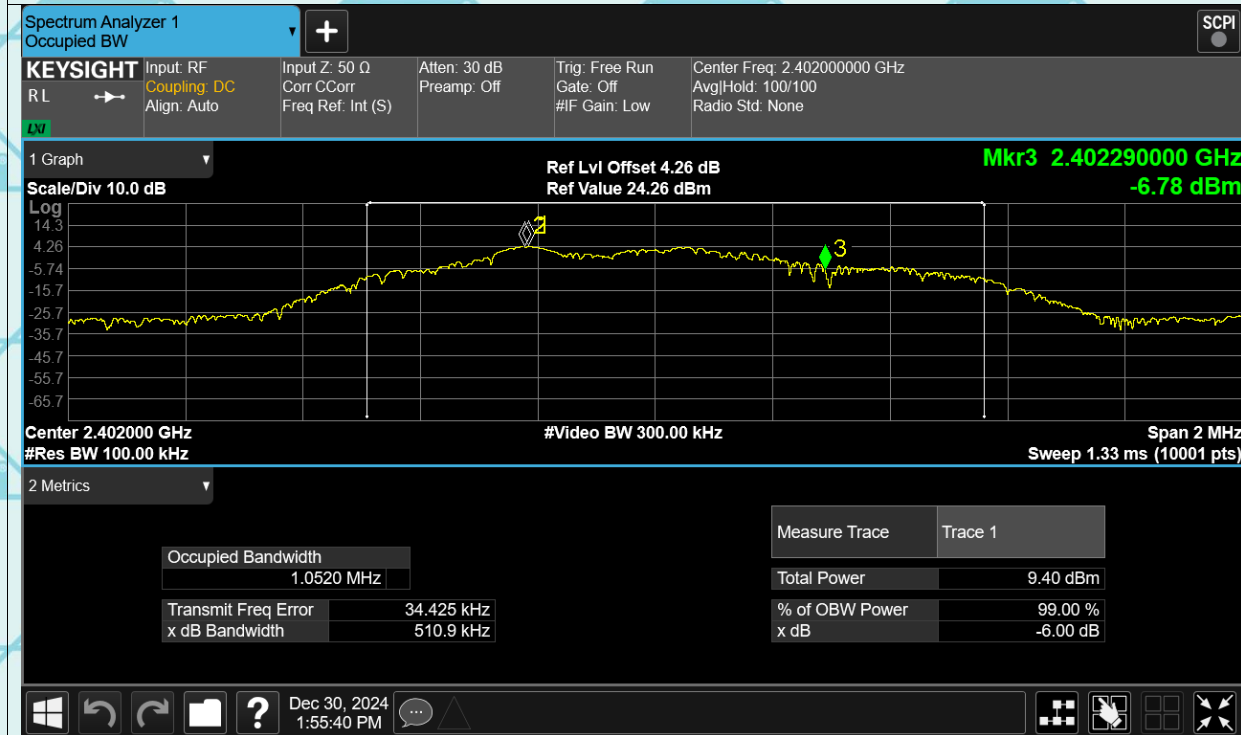 Spectrum Analyzer 1
Occupied BW
+
SCPI
KEYSIGHT
R L
LXI
Input: RF
Coupling: DC
Align: Auto
Input Z: 50 Ω
Corr CCorr
Freq Ref: Int (S)
Atten: 30 dB
Preamp: Off
Trig: Free Run
Gate: Off
#IF Gain: Low
Center Freq: 2.402000000 GHz
Avg|Hold: 100/100
Radio Std: None
1 Graph
Scale/Div 10.0 dB
Ref Lvl Offset 4.26 dB
Ref Value 24.26 dBm
Mkr3 2.402290000 GHz
-6.78 dBm
Log
14.3
4.26
-5.74
-15.7
-25.7
-35.7
-45.7
-55.7
-65.7
3
Center 2.402000 GHz
#Res BW 100.00 kHz
#Video BW 300.00 kHz
Span 2 MHz
Sweep 1.33 ms (10001 pts)
2 Metrics
Occupied Bandwidth
1.0520 MHz
Transmit Freq Error 34.425 kHz
x dB Bandwidth 510.9 kHz
Measure Trace Trace 1
Total Power 9.40 dBm
% of OBW Power 99.00 %
x dB -6.00 dB
?
Dec 30, 2024
1:55:40 PM